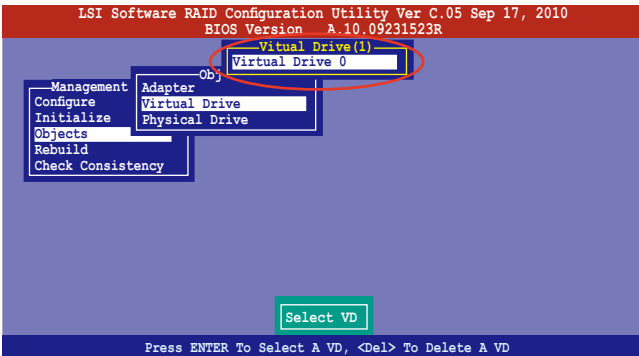 LSI Software RAID Configuration Utility Ver C.05 Sep 17, 2010
BIOS Version A.10.09231523R
Vitual Drive(1)
Virtual Drive 0
Obj
Adapter
Virtual Drive
Physical Drive
Management
Configure
Initialize
Objects
Rebuild
Check Consistency
Select VD
Press ENTER To Select A VD, <Del> To Delete A VD